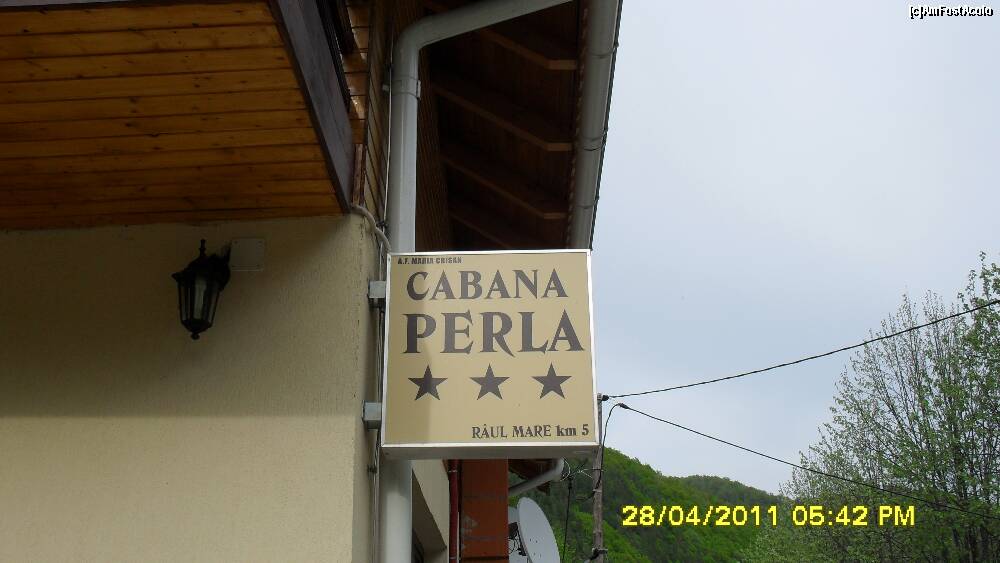 [c]AmFostAcolo
A.F. MARIA CRISAN
CABANA
PERLA
RÂUL MARE km 5
28/04/2011 05:42 PM